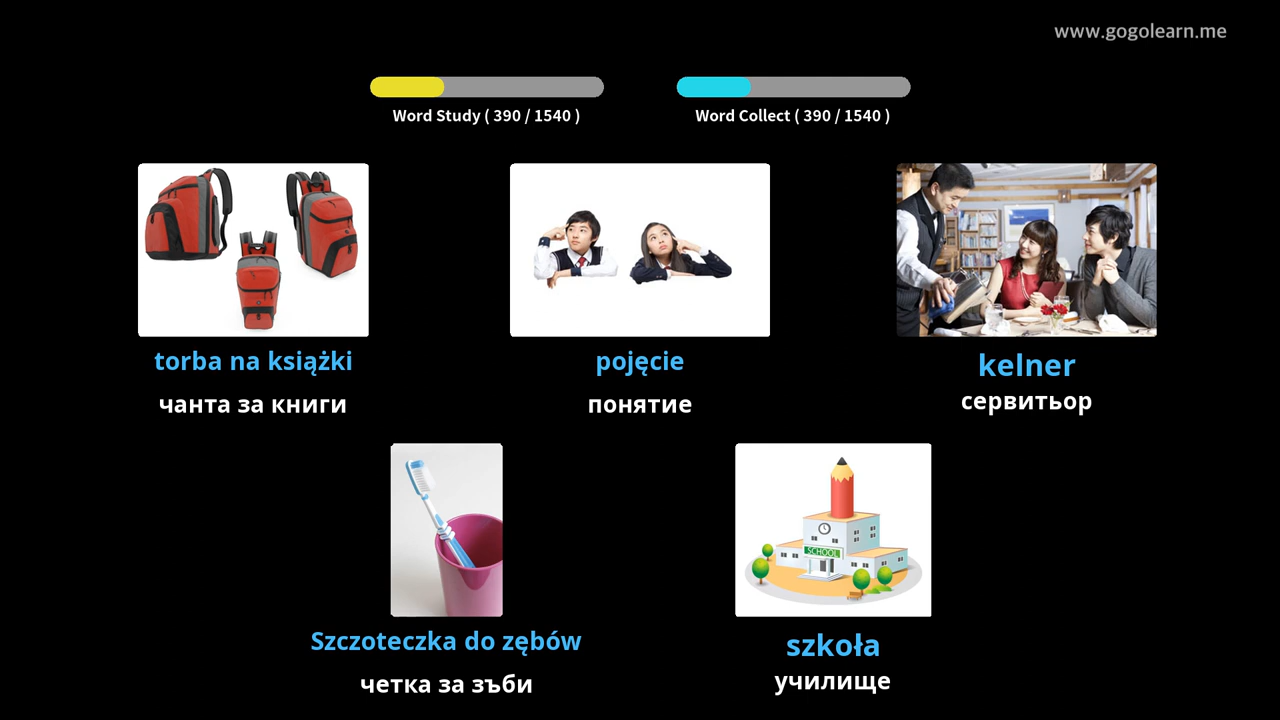 www.gogolearn.me
Word Study ( 390 / 1540 )
Word Collect ( 390 / 1540 )
torba na książki
чанта за книги
pojęcie
понятие
kelner
сервитьор
SCHOOL
Szczoteczka do zębów
четка за зъби
szkoła
училище